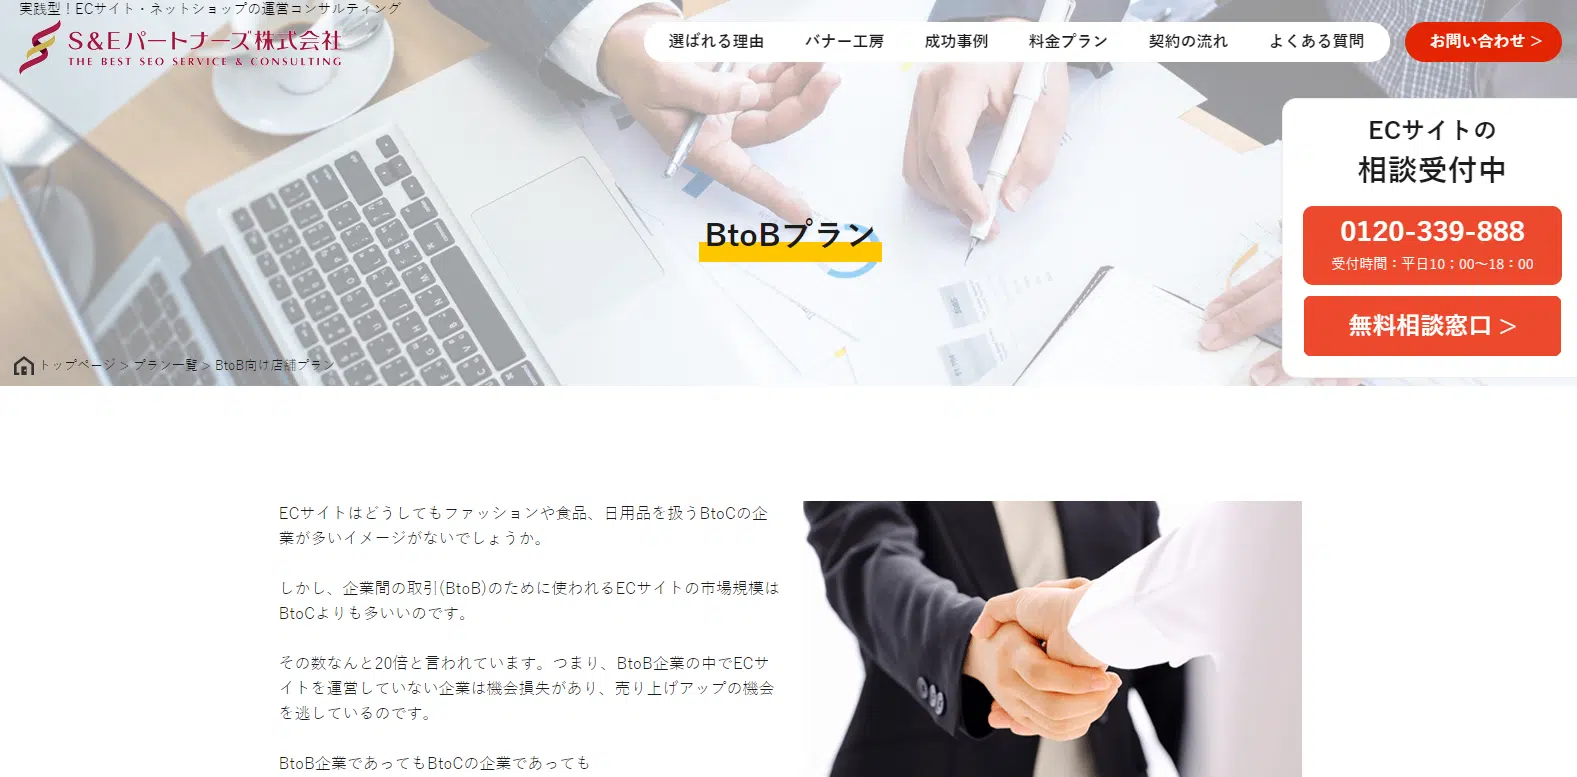 実践型！ECサイト・ネットショップの運営コンサルティング
S&Eパートナーズ株式会社
THE BEST SEO SERVICE & CONSULTING
選ばれる理由 バナー工房 成功事例 料金プラン 契約の流れ よくある質問
お問い合わせ >
ECサイトの
相談受付中
0120-339-888
受付時間：平日10；00〜18：00
無料相談窓口 >
BtoBプラン
トップページ > プラン一覧 > BtoB向け店舗プラン
ECサイトはどうしてもファッションや食品、日用品を扱うBtoCの企
業が多いイメージがないでしょうか。
しかし、企業間の取引(BtoB)のために使われるECサイトの市場規模は
BtoCよりも多いいのです。
その数なんと20倍と言われています。つまり、BtoB企業の中でECサ
イトを運営していない企業は機会損失があり、売り上げアップの機会
を逃しているのです。
BtoB企業であってもBtoCの企業であっても